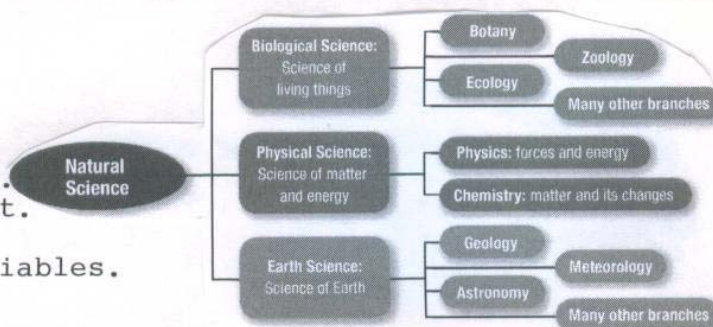 .
t.
iables.
Natural
Science
Biological Science:
Science of
living things
Botany
Zoology
Ecology
Many other branches
Physical Science:
Science of matter
and energy
Physics: forces and energy
Chemistry: matter and its changes
Earth Science:
Science of Earth
Geology
Meteorology
Astronomy
Many other branches